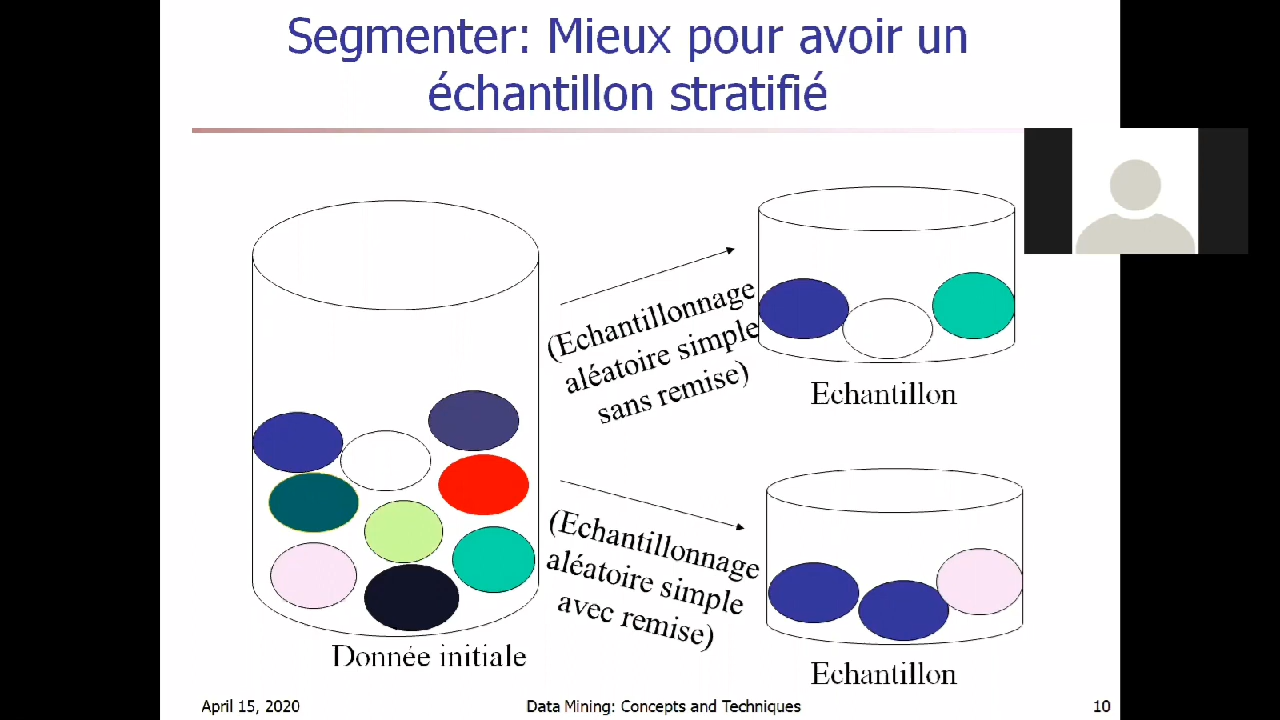 Segmenter: Mieux pour avoir un
échantillon stratifié
(Echantillonnage
aléatoire simple
sans remise)
Echantillon
(Echantillonnage
aléatoire simple
avec remise)
Donnée initiale
Echantillon
April 15, 2020
Data Mining: Concepts and Techniques
10